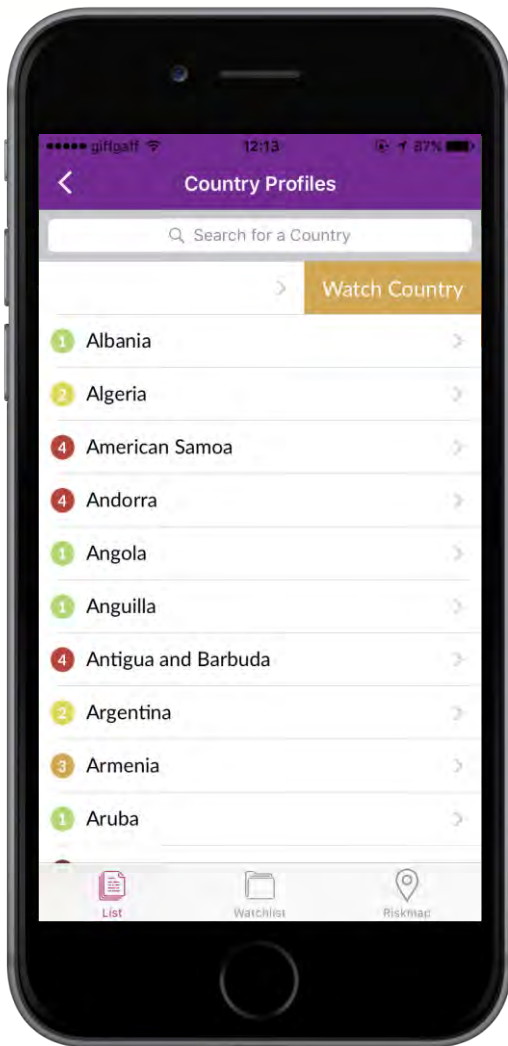 giffgaff 12:13 87%
Country Profiles
Search for a Country
Watch Country
1 Albania
2 Algeria
4 American Samoa
4 Andorra
1 Angola
1 Anguilla
4 Antigua and Barbuda
2 Argentina
3 Armenia
1 Aruba
List Watchlist Riskmap